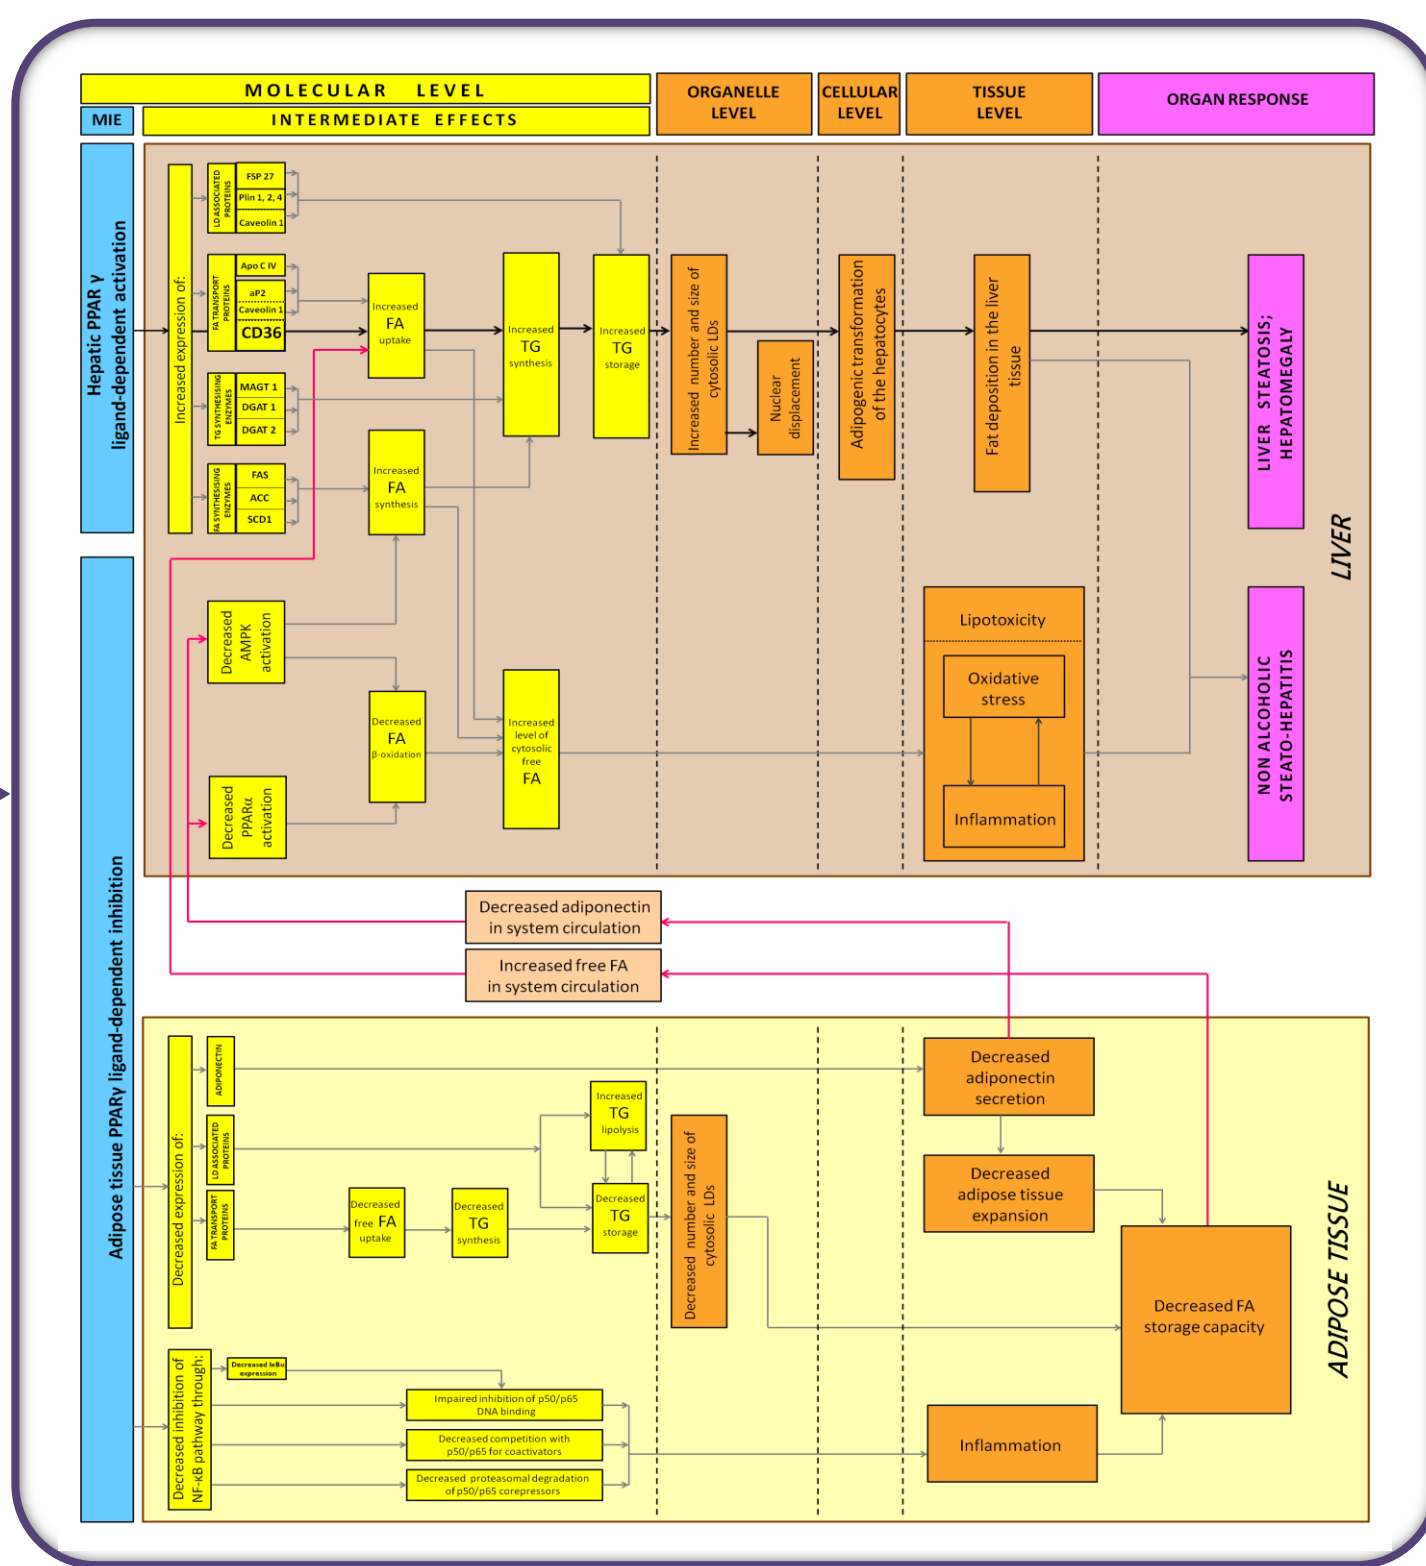 MOLECULAR LEVEL
ORGANELLE
LEVEL
CELLULAR
LEVEL
TISSUE
LEVEL
ORGAN RESPONSE
MIE
INTERMEDIATE EFFECTS
Hepatic PPAR γ
ligand-dependent activation
Increased expression of:
LD ASSOCIATED
PROTEINS
FSP 27
Plin 1, 2, 4
Caveolin 1
FA TRANSPORT
PROTEINS
Apo C IV
aP2
Caveolin 1
CD36
TG SYNTHESISING
ENZYMES
MAGT 1
DGAT 1
DGAT 2
FA SYNTHESISING
ENZYMES
FAS
ACC
SCD1
Increased
FA
uptake
Increased
FA
synthesis
Increased
TG
synthesis
Increased
TG
storage
Increased number and size of
cytosolic LDs
Nuclear
displacement
Adipogenic transformation
of the hepatocytes
Fat deposition in the liver
tissue
LIVER STEATOSIS;
HEPATOMEGALY
LIVER
Decreased
AMPK
activation
Decreased
PPARα
activation
Decreased
FA
β-oxidation
Increased
level of
cytosolic
free
FA
Lipotoxicity
Oxidative
stress
Inflammation
NON ALCOHOLIC
STEATO-HEPATITIS
Decreased adiponectin
in system circulation
Increased free FA
in system circulation
Adipose tissue PPARγ ligand-dependent inhibition
Decreased expression of:
ADIPONECTIN
LD ASSOCIATED
PROTEINS
FA TRANSPORT
PROTEINS
Decreased
free FA
uptake
Decreased
TG
synthesis
Increased
TG
lipolysis
Decreased
TG
storage
Decreased number and size of
cytosolic LDs
Decreased
adiponectin
secretion
Decreased
adipose tissue
expansion
Decreased FA
storage capacity
ADIPOSE TISSUE
Decreased inhibition of
NF-κB pathway through:
Decreased IκBα
expression
Impaired inhibition of p50/p65
DNA binding
Decreased competition with
p50/p65 for coactivators
Decreased proteasomal degradation
of p50/p65 corepressors
Inflammation